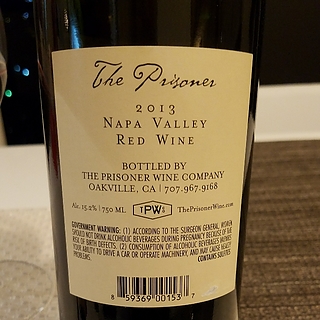 The Prisoner
2013
NAPA VALLEY
RED WINE
BOTTLED BY
THE PRISONER WINE COMPANY
OAKVILLE, CA | 707.967.9168
Alc. 15.2% | 750 ML TPWC ThePrisonerWine.com
GOVERNMENT WARNING: (1) ACCORDING TO THE SURGEON GENERAL, WOMEN
SHOULD NOT DRINK ALCOHOLIC BEVERAGES DURING PREGNANCY BECAUSE OF THE
RISK OF BIRTH DEFECTS. (2) CONSUMPTION OF ALCOHOLIC BEVERAGES IMPAIRS
YOUR ABILITY TO DRIVE A CAR OR OPERATE MACHINERY, AND MAY CAUSE HEALTH
PROBLEMS. CONTAINS SULFITES
8 59369 00153 7